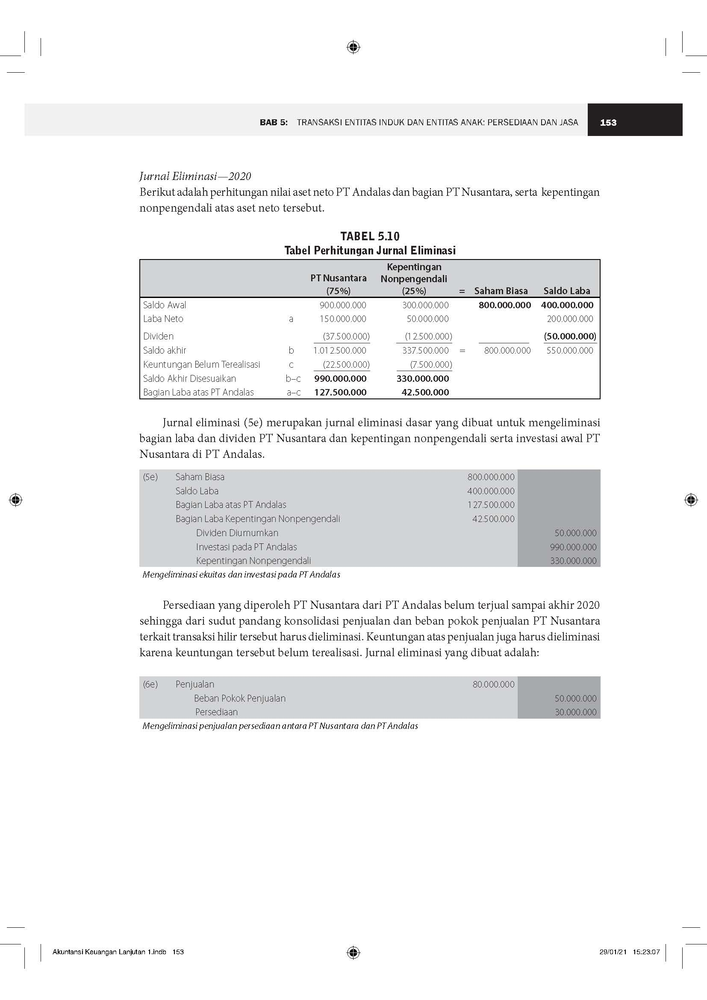 BAB 5: TRANSAKSI ENTITAS INDUK DAN ENTITAS ANAK: PERSEDIAAN DAN JASA 153
Jurnal Eliminasi—2020
Berikut adalah perhitungan nilai aset neto PT Andalas dan bagian PT Nusantara, serta kepentingan
nonpengendali atas aset neto tersebut.
TABEL 5.10
Tabel Perhitungan Jurnal Eliminasi
Kepentingan
PT Nusantara Nonpengendali
(75%) (25%) = Saham Biasa Saldo Laba
Saldo Awal 900.000.000 300.000.000 800.000.000 400.000.000
Laba Neto a 150.000.000 50.000.000 200.000.000
Dividen (37.500.000) (12.500.000) (50.000.000)
Saldo akhir b 1.012.500.000 337.500.000 = 800.000.000 550.000.000
Keuntungan Belum Terealisasi c (22.500.000) (7.500.000)
Saldo Akhir Disesuaikan b–c 990.000.000 330.000.000
Bagian Laba atas PT Andalas a–c 127.500.000 42.500.000
Jurnal eliminasi (5e) merupakan jurnal eliminasi dasar yang dibuat untuk mengeliminasi
bagian laba dan dividen PT Nusantara dan kepentingan nonpengendali serta investasi awal PT
Nusantara di PT Andalas.
(5e) Saham Biasa 800.000.000
Saldo Laba 400.000.000
Bagian Laba atas PT Andalas 127.500.000
Bagian Laba Kepentingan Nonpengendali 42.500.000
Dividen Diumumkan 50.000.000
Investasi pada PT Andalas 990.000.000
Kepentingan Nonpengendali 330.000.000
Mengeliminasi ekuitas dan investasi pada PT Andalas
Persediaan yang diperoleh PT Nusantara dari PT Andalas belum terjual sampai akhir 2020
sehingga dari sudut pandang konsolidasi penjualan dan beban pokok penjualan PT Nusantara
terkait transaksi hilir tersebut harus dieliminasi. Keuntungan atas penjualan juga harus dieliminasi
karena keuntungan tersebut belum terealisasi. Jurnal eliminasi yang dibuat adalah:
(6e) Penjualan 80.000.000
Beban Pokok Penjualan 50.000.000
Persediaan 30.000.000
Mengeliminasi penjualan persediaan antara PT Nusantara dan PT Andalas
Akuntansi Keuangan Lanjutan 1.indb 153 29/01/21 15:23:07